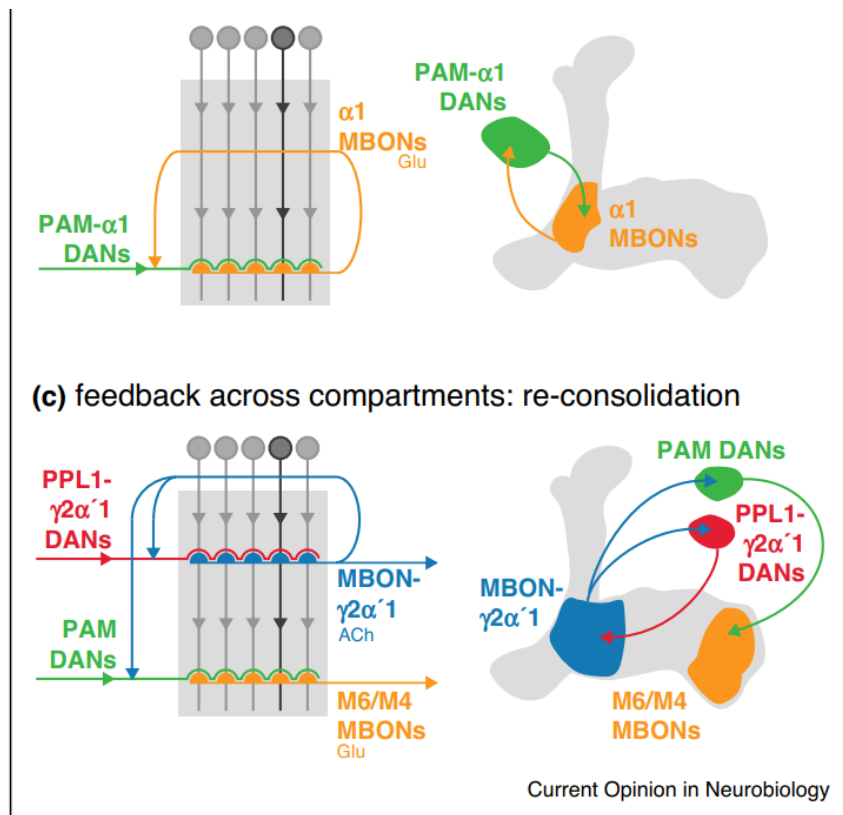 α1
MBONs
Glu
PAM-α1
DANs
PAM-α1
DANs
α1
MBONs
(c) feedback across compartments: re-consolidation
PPL1-
γ2α´1
DANs
MBON-
γ2α´1
ACh
PAM
DANs
M6/M4
MBONs
Glu
PAM DANs
PPL1-
γ2α´1
DANs
MBON-
γ2α´1
M6/M4
MBONs
Current Opinion in Neurobiology